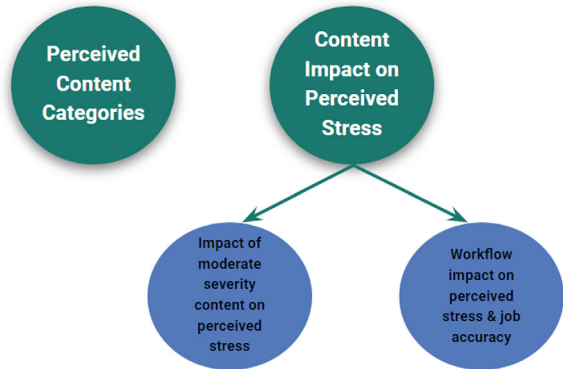 Perceived
Content
Categories
Content
Impact on
Perceived
Stress
Impact of
moderate
severity
content on
perceived
stress
Workflow
impact on
perceived
stress & job
accuracy